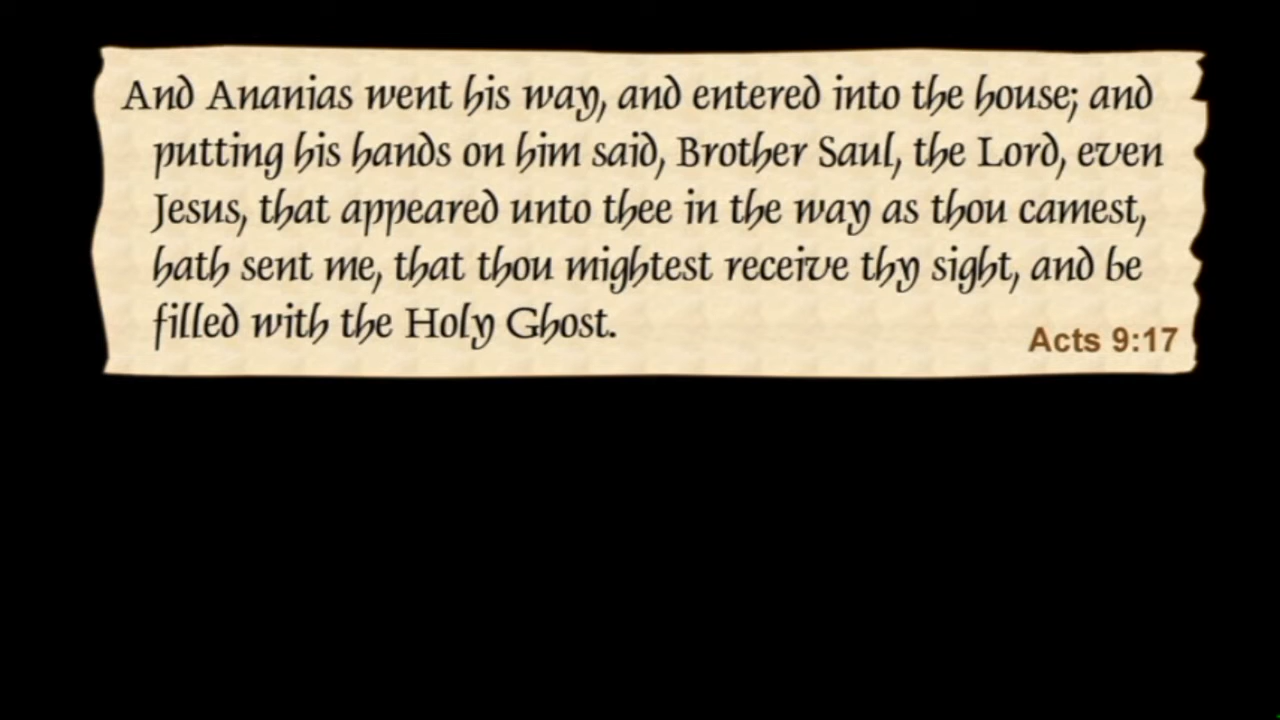 And Ananias went his way, and entered into the house; and
putting his hands on him said, Brother Saul, the Lord, even
Jesus, that appeared unto thee in the way as thou camest,
hath sent me, that thou mightest receive thy sight, and be
filled with the Holy Ghost.
Acts 9:17